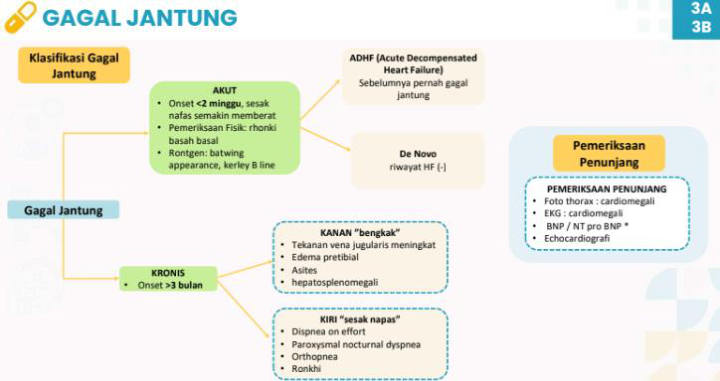 GAGAL JANTUNG
3A
3B
Klasifikasi Gagal
Jantung
AKUT
• Onset <2 minggu, sesak
nafas semakin memberat
• Pemeriksaan Fisik: rhonki
basah basal
• Rontgen: batwing
appearance, kerley B line
ADHF (Acute Decompensated
Heart Failure)
Sebelumnya pernah gagal
jantung
De Novo
riwayat HF (-)
Gagal Jantung
KRONIS
• Onset >3 bulan
KANAN "bengkak"
• Tekanan vena jugularis meningkat
• Edema pretibial
• Asites
• hepatosplenomegali
KIRI "sesak napas"
• Dispnea on effort
• Paroxysmal nocturnal dyspnea
• Orthopnea
• Ronkhi
Pemeriksaan
Penunjang
PEMERIKSAAN PENUNJANG
• Foto thorax : cardiomegali
• EKG : cardiomegali
• BNP / NT pro BNP *
• Echocardiografi